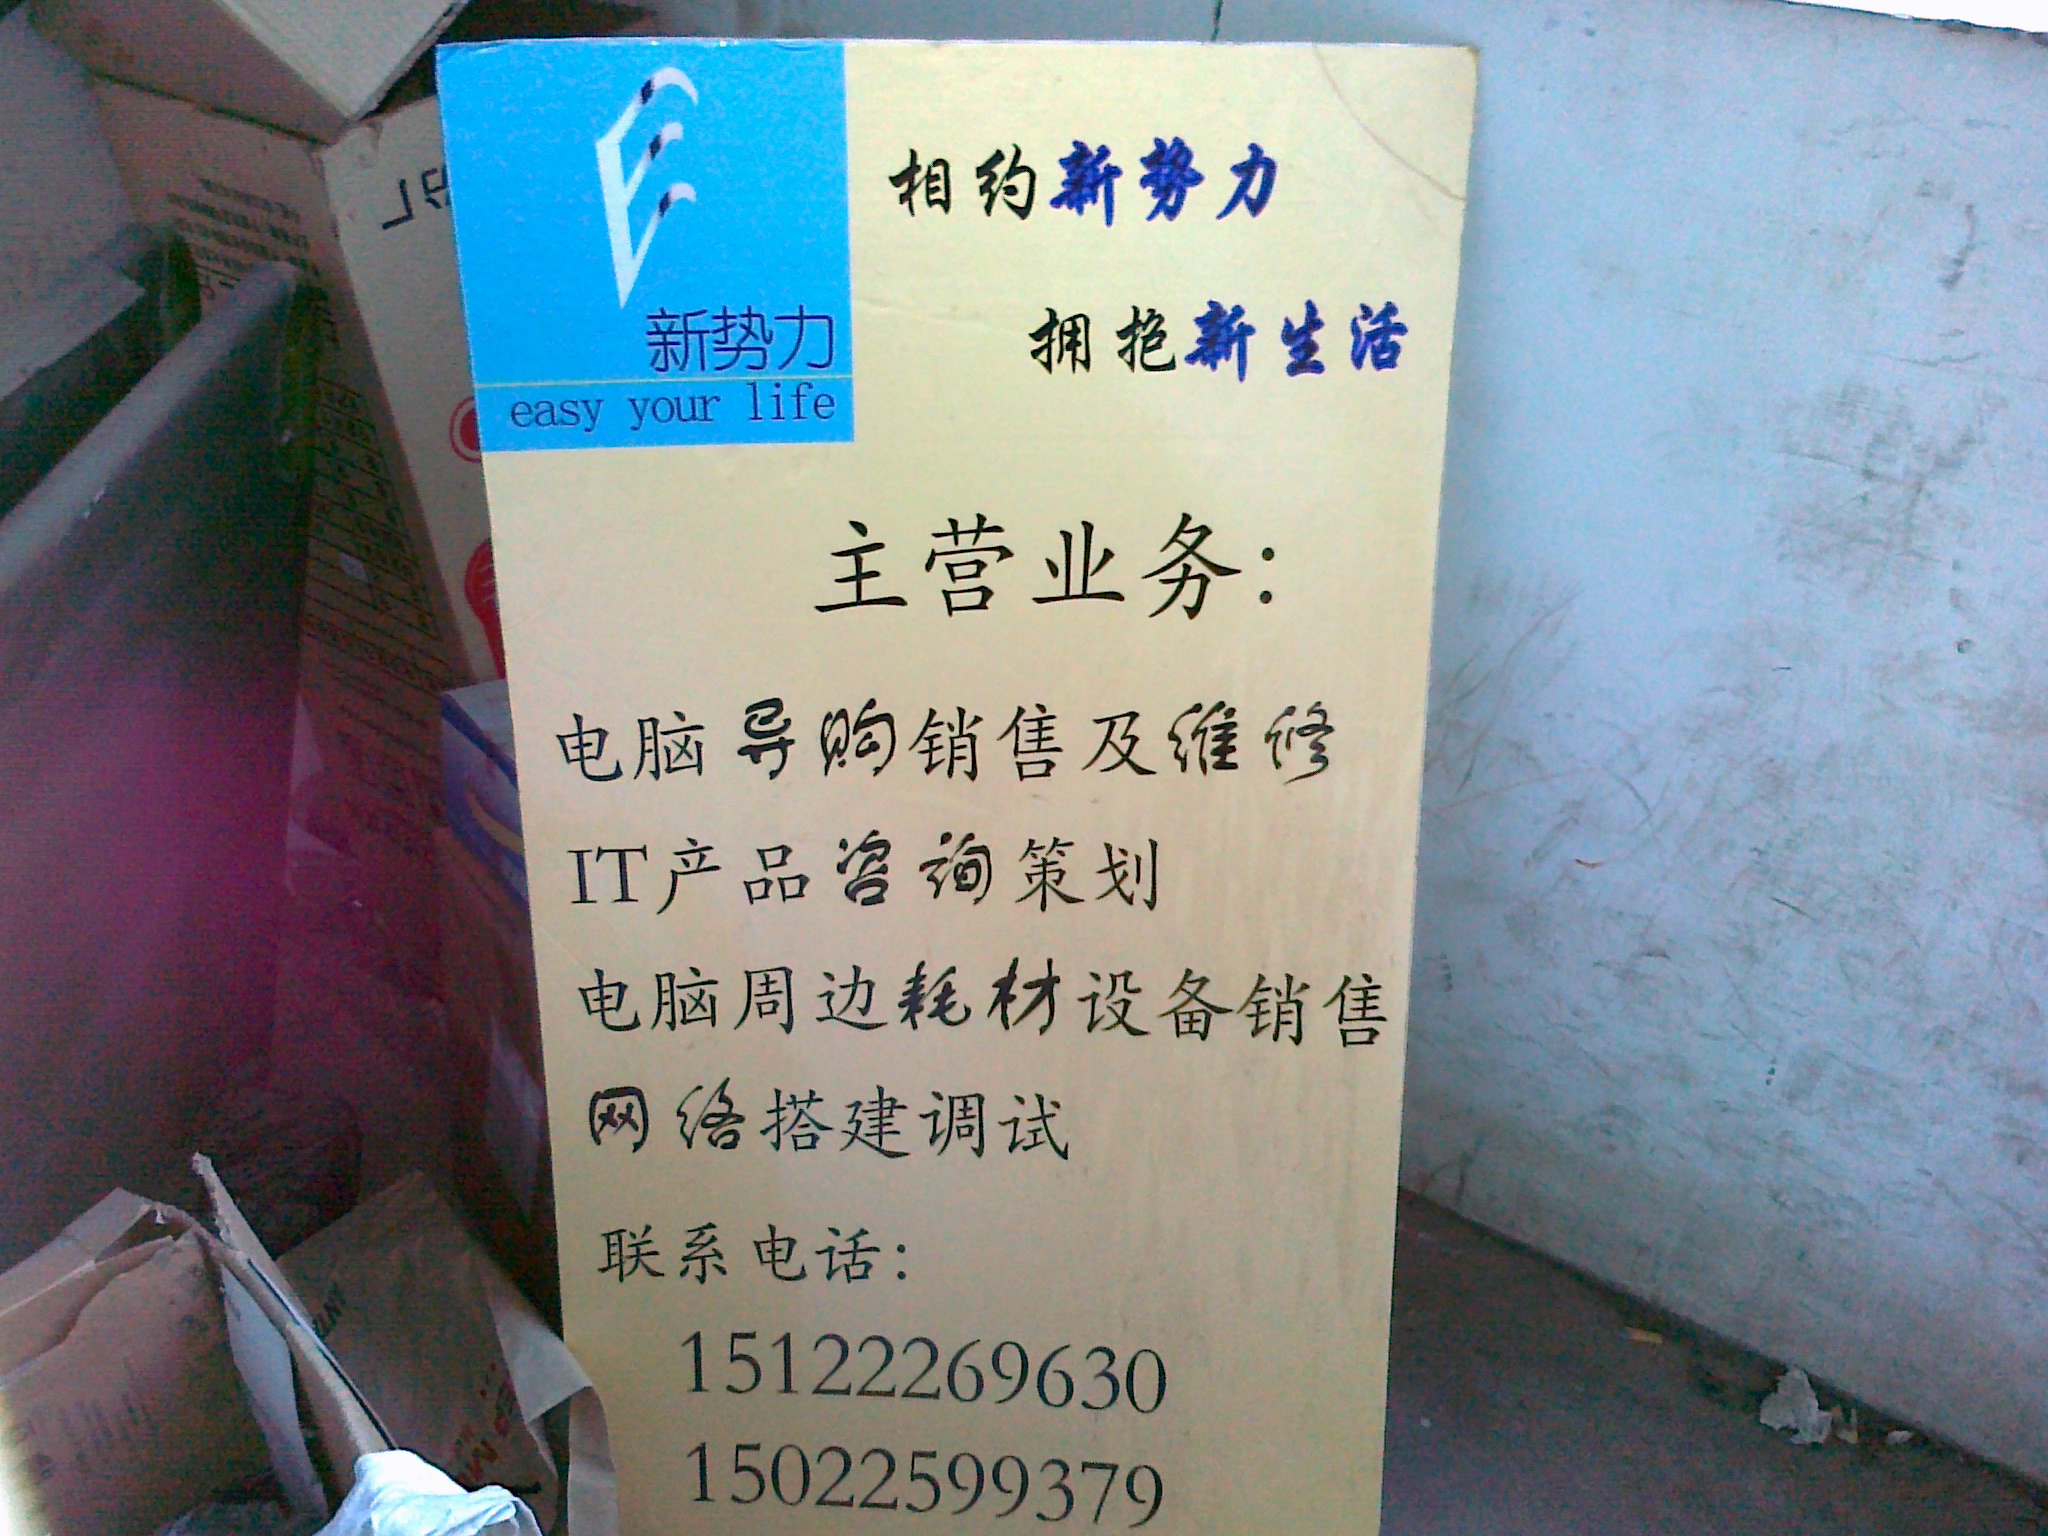 新势力
easy your life
相约新势力
拥抱新生活
主营业务:
电脑导购销售及维修
IT产品咨询策划
电脑周边耗材设备销售
网络搭建调试
联系电话:
15122269630
15022599379